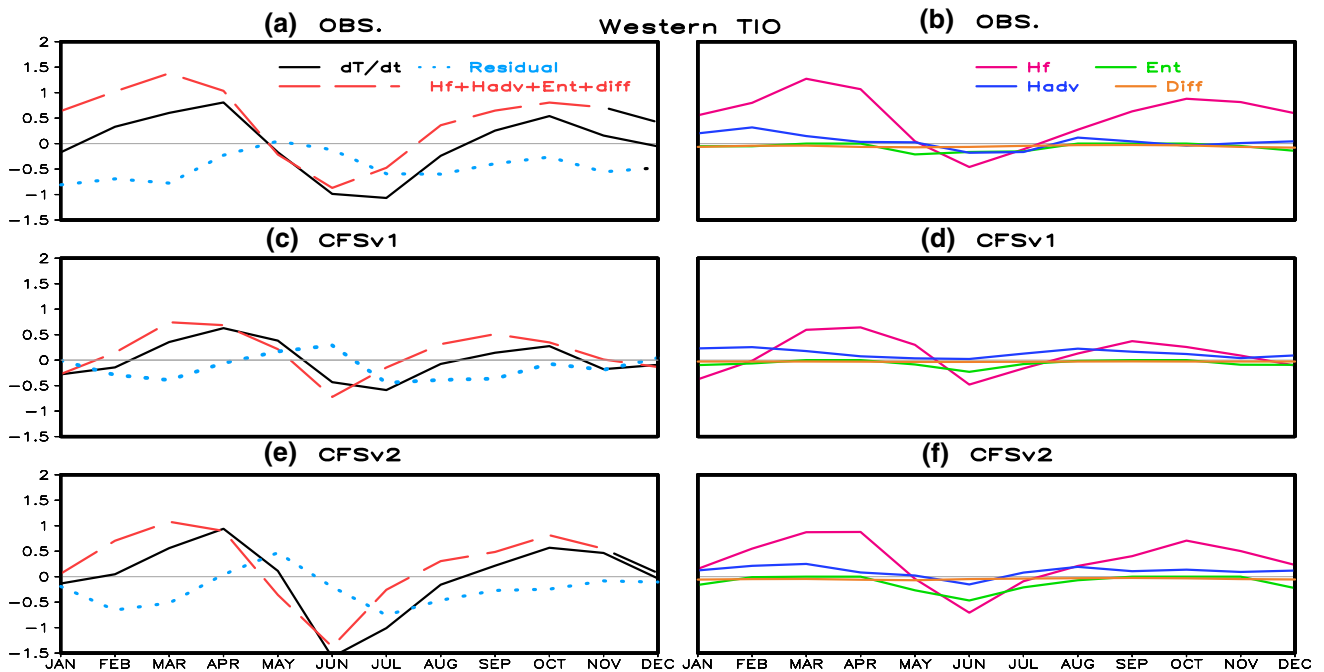 Western TIO
(a) OBS.
2
1.5
1
0.5
0
−0.5
−1
−1.5
dT/dt
Residual
Hf+Hadv+Ent+diff
(b) OBS.
Hf
Ent
Hadv
Diff
(c) CFSv1
2
1.5
1
0.5
0
−0.5
−1
−1.5
(d) CFSv1
(e) CFSv2
2
1.5
1
0.5
0
−0.5
−1
−1.5
JAN FEB MAR APR MAY JUN JUL AUG SEP OCT NOV DEC
(f) CFSv2
JAN FEB MAR APR MAY JUN JUL AUG SEP OCT NOV DEC